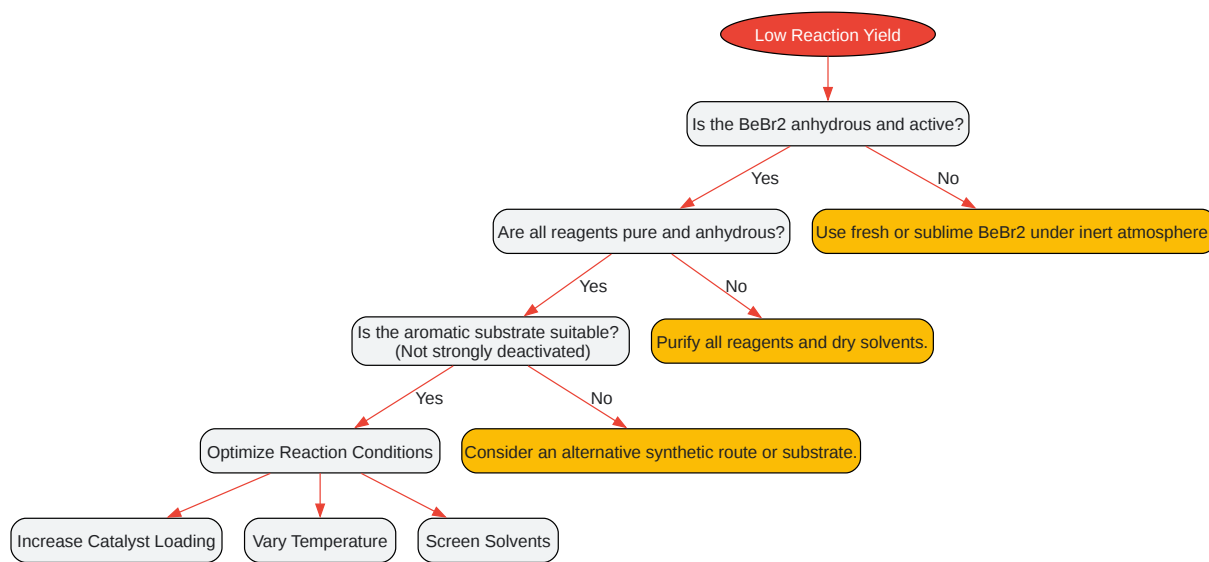 Low Reaction Yield
Is the BeBr2 anhydrous and active?
Yes
No
Are all reagents pure and anhydrous?
Use fresh or sublime BeBr2 under inert atmosphere
Yes
No
Is the aromatic substrate suitable?
(Not strongly deactivated)
Purify all reagents and dry solvents.
Yes
No
Optimize Reaction Conditions
Consider an alternative synthetic route or substrate.
Increase Catalyst Loading
Vary Temperature
Screen Solvents